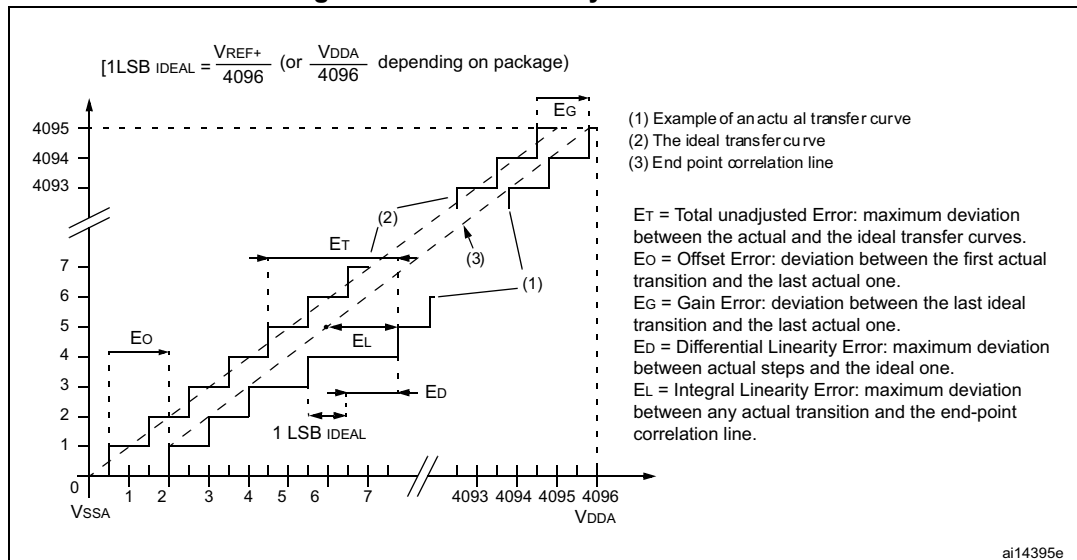 [1LSB IDEAL = VREF+ / 4096 (or VDDA / 4096 depending on package)
EG
(1) Example of an actu al transfer curve
(2) The ideal transfer cu rve
(3) End point correlation line
4095
4094
4093
(2)
ET
(3)
(1)
7
6
5
4
3
2
1
0
EO
EL
ED
1 LSB IDEAL
ET = Total unadjusted Error: maximum deviation
between the actual and the ideal transfer curves.
EO = Offset Error: deviation between the first actual
transition and the last actual one.
EG = Gain Error: deviation between the last ideal
transition and the last actual one.
ED = Differential Linearity Error: maximum deviation
between actual steps and the ideal one.
EL = Integral Linearity Error: maximum deviation
between any actual transition and the end-point
correlation line.
1 2 3 4 5 6 7 4093 4094 4095 4096
VSSA VDDA
ai14395e